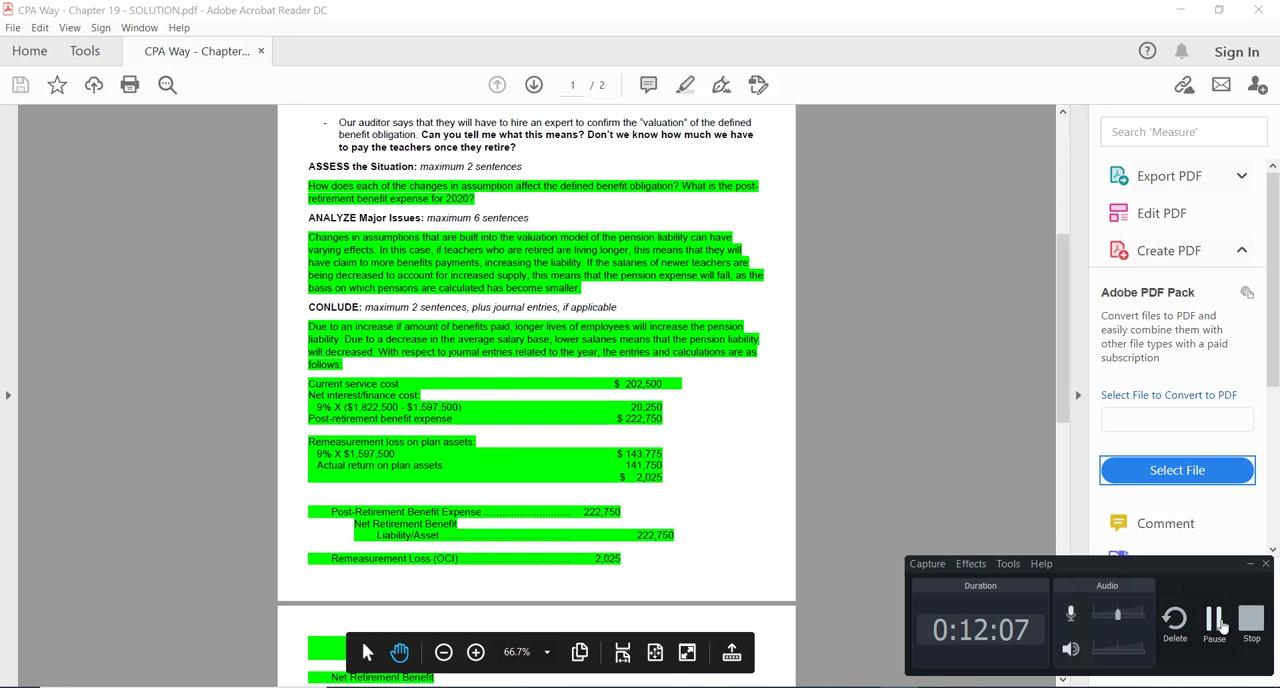 CPA Way - Chapter 19 - SOLUTION.pdf - Adobe Acrobat Reader DC
File Edit View Sign Window Help
Home Tools CPA Way - Chapter... × Sign In
1 / 2
- Our auditor says that they will have to hire an expert to confirm the "valuation" of the defined
benefit obligation. Can you tell me what this means? Don't we know how much we have
to pay the teachers once they retire?
ASSESS the Situation: maximum 2 sentences
How does each of the changes in assumption affect the defined benefit obligation? What is the post-
retirement benefit expense for 2020?
ANALYZE Major Issues: maximum 6 sentences
Changes in assumptions that are built into the valuation model of the pension liability can have
varying effects. In this case, if teachers who are retired are living longer, this means that they will
have claim to more benefits payments, increasing the liability. If the salaries of newer teachers are
being decreased to account for increased supply, this means that the pension expense will fall, as the
basis on which pensions are calculated has become smaller.
CONLUDE: maximum 2 sentences, plus journal entries, if applicable
Due to an increase if amount of benefits paid, longer lives of employees will increase the pension
liability. Due to a decrease in the average salary base, lower salaries means that the pension liability
will decreased. With respect to journal entries related to the year, the entries and calculations are as
follows:
Current service cost $ 202,500
Net interest/finance cost:
9% X ($1,822,500 - $1,597,500) 20,250
Post-retirement benefit expense $ 222,750
Remeasurement loss on plan assets:
9% X $1,597,500 $ 143,775
Actual return on plan assets 141,750
$ 2,025
Post-Retirement Benefit Expense.............................. 222,750
Net Retirement Benefit
Liability/Asset............................................. 222,750
Remeasurement Loss (OCI)..................................... 2,025
Net Retirement Benefit
66.7%
Search 'Measure'
Export PDF
Edit PDF
Create PDF
Adobe PDF Pack
Convert files to PDF and
easily combine them with
other file types with a paid
subscription
Select File to Convert to PDF
Select File
Comment
Capture Effects Tools Help
Duration Audio
0:12:07
Delete Pause Stop